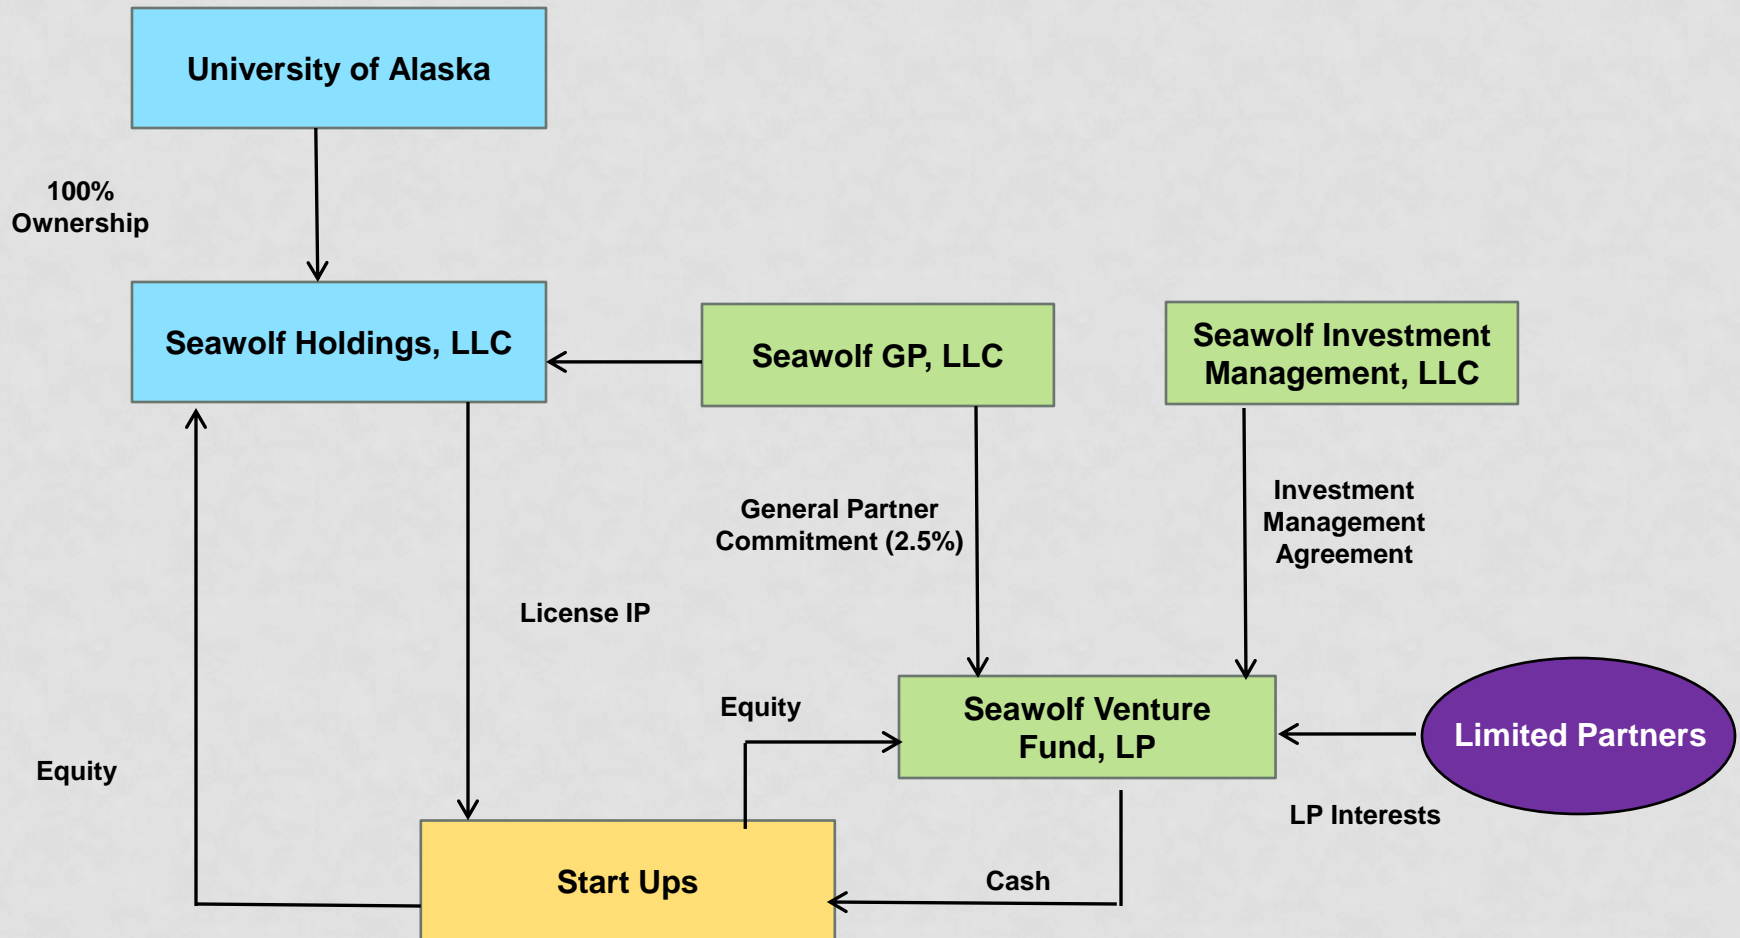 University of Alaska
100%
Ownership
Seawolf Holdings, LLC
Seawolf GP, LLC
Seawolf Investment
Management, LLC
General Partner
Commitment (2.5%)
Investment
Management
Agreement
License IP
Equity
Seawolf Venture
Fund, LP
Limited Partners
Equity
LP Interests
Start Ups
Cash